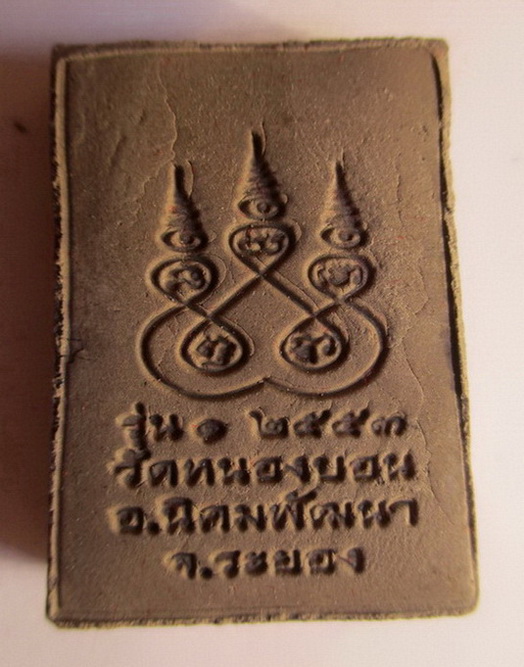 รุ่น ๑ ๒๕๕๓
วัดหนองบอน
อ.นิคมพัฒนา
จ.ระยอง